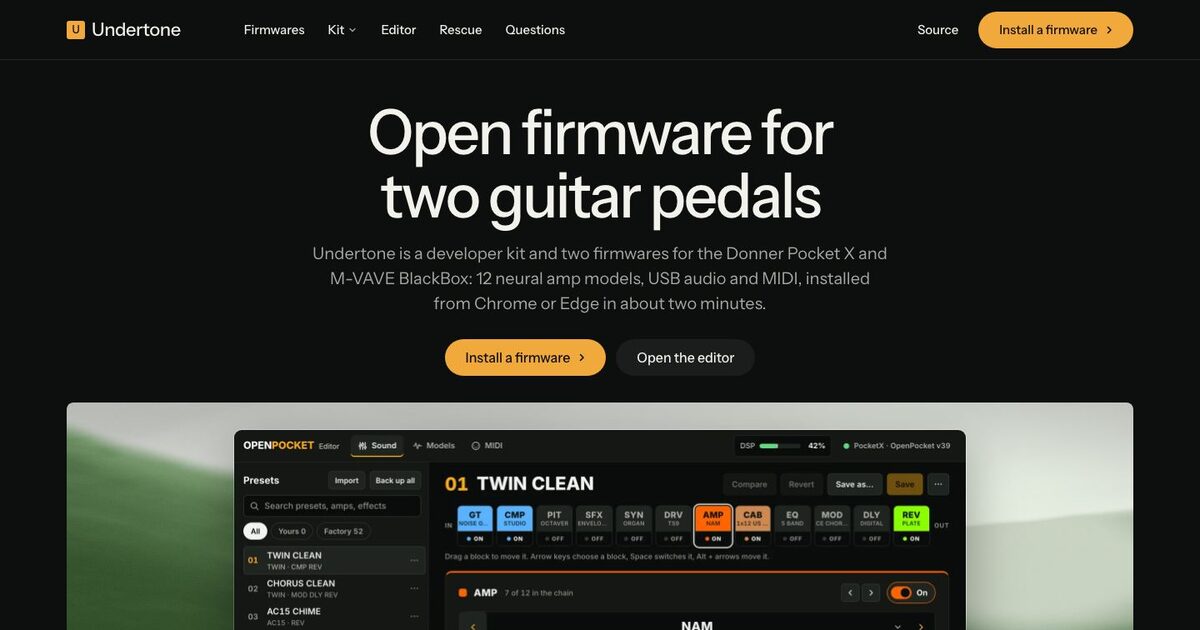 U Undertone
Firmwares Kit Editor Rescue Questions
Source Install a firmware
Open firmware for
two guitar pedals
Undertone is a developer kit and two firmwares for the Donner Pocket X and
M-VAVE BlackBox: 12 neural amp models, USB audio and MIDI, installed
from Chrome or Edge in about two minutes.
Install a firmware Open the editor
OPENPOCKET Editor Sound Models MIDI
DSP 42% PocketX · OpenPocket v39
Presets Import Back up all
Search presets, amps, effects
All Yours 0 Factory 52
01 TWIN CLEAN
TWIN · CMP REV
02 CHORUS CLEAN
TWIN · MOD DLY REV
03 AC15 CHIME
AC15 · REV
01 TWIN CLEAN
Compare Revert Save as... Save ...
IN GT CMP PIT SFX SYN DRV AMP CAB EQ MOD DLY REV OUT
NOISE G... STUDIO OCTAVER ENVELO... ORGAN TS9 NAM 1x12 US ... 5 BAND CE CHOR... DIGITAL PLATE
ON ON OFF OFF OFF OFF ON ON OFF OFF OFF ON
Drag a block to move it. Arrow keys choose a block, Space switches it, Alt + arrows move it.
AMP 7 of 12 in the chain On
NAM